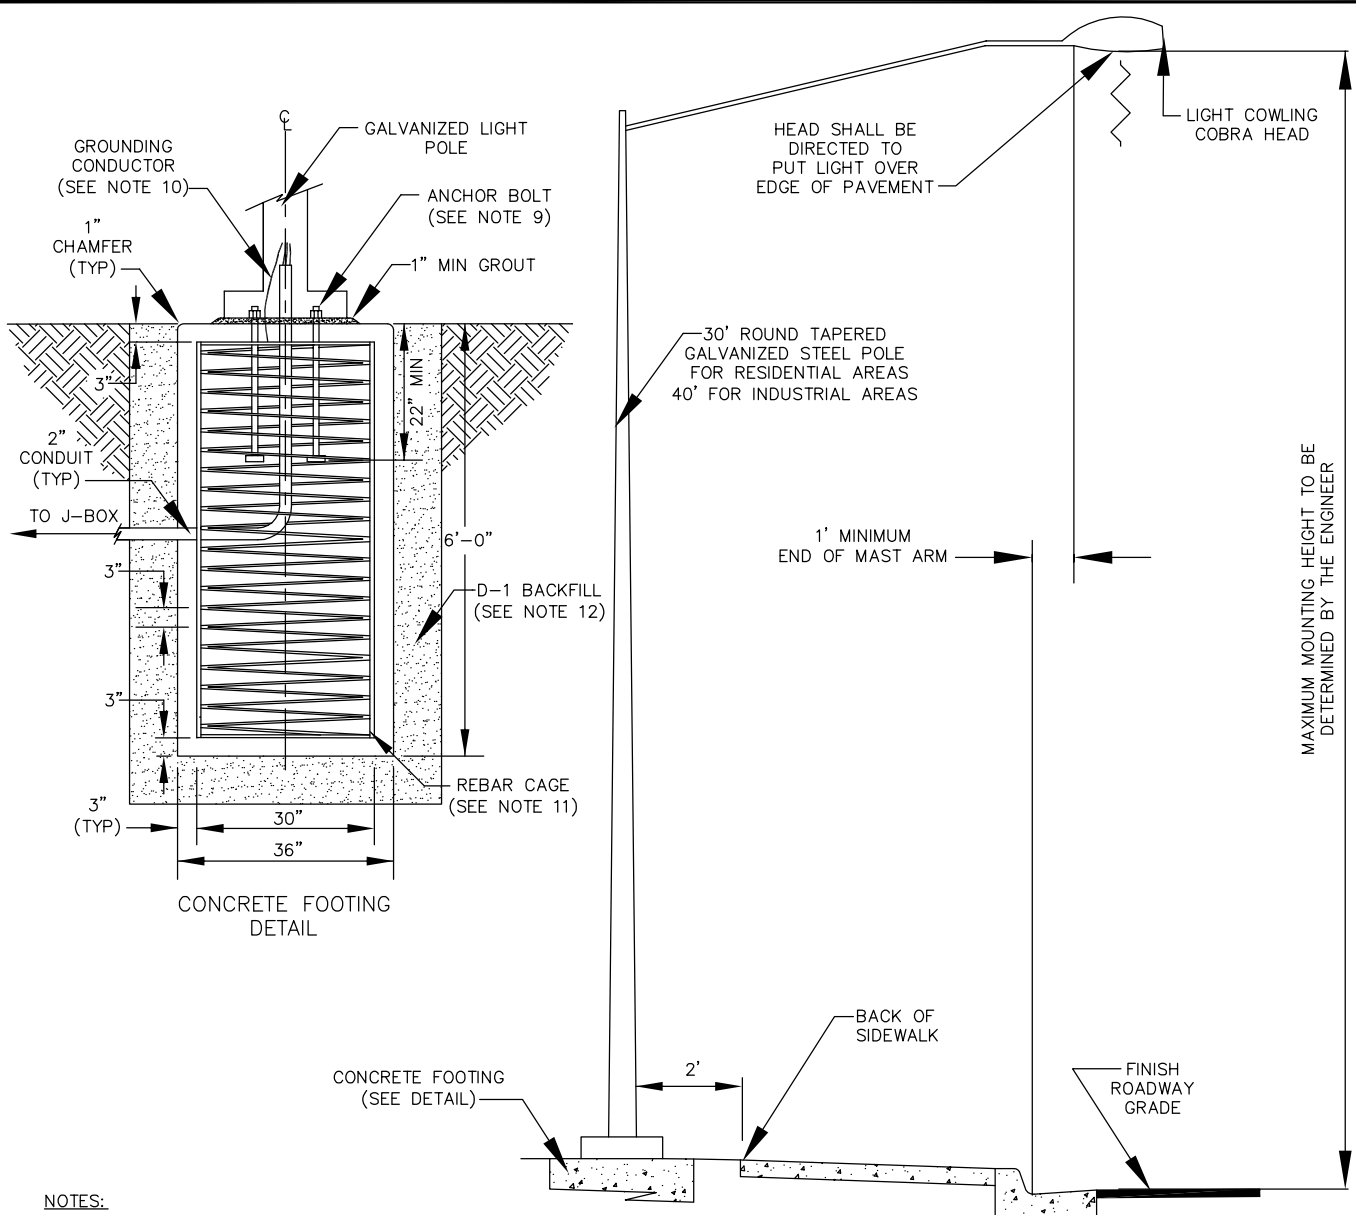 ℄
GALVANIZED LIGHT
POLE
GROUNDING
CONDUCTOR
(SEE NOTE 10)
ANCHOR BOLT
(SEE NOTE 9)
1"
CHAMFER
(TYP)
1" MIN GROUT
3"
22" MIN
2"
CONDUIT
(TYP)
TO J-BOX
6'-0"
3"
D-1 BACKFILL
(SEE NOTE 12)
3"
REBAR CAGE
(SEE NOTE 11)
3"
(TYP)
30"
36"
CONCRETE FOOTING
DETAIL
HEAD SHALL BE
DIRECTED TO
PUT LIGHT OVER
EDGE OF PAVEMENT
LIGHT COWLING
COBRA HEAD
30' ROUND TAPERED
GALVANIZED STEEL POLE
FOR RESIDENTIAL AREAS
40' FOR INDUSTRIAL AREAS
1' MINIMUM
END OF MAST ARM
MAXIMUM MOUNTING HEIGHT TO BE
DETERMINED BY THE ENGINEER
BACK OF
SIDEWALK
2'
CONCRETE FOOTING
(SEE DETAIL)
FINISH
ROADWAY
GRADE
NOTES: